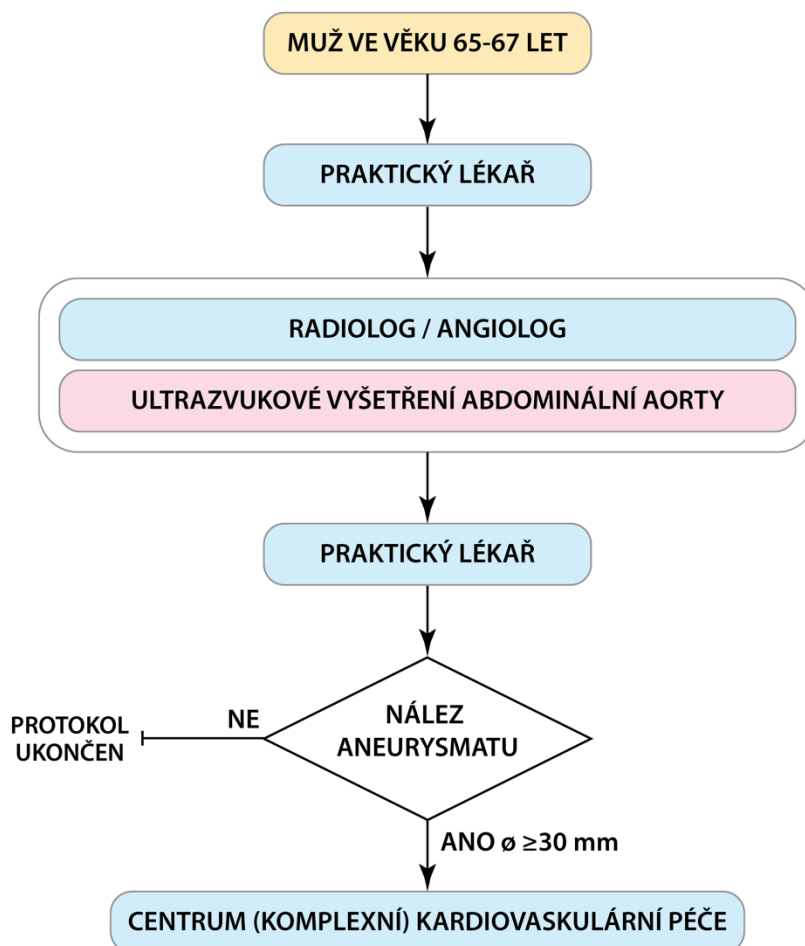 MUŽ VE VĚKU 65-67 LET
PRAKTICKÝ LÉKAŘ
RADIOLOG / ANGIOLOG
ULTRAZVUKOVÉ VYŠETŘENÍ ABDOMINÁLNÍ AORTY
PRAKTICKÝ LÉKAŘ
NÁLEZ
ANEURYSMATU
NE
PROTOKOL
UKONČEN
ANO ø ≥30 mm
CENTRUM (KOMPLEXNÍ) KARDIOVASKULÁRNÍ PÉČE